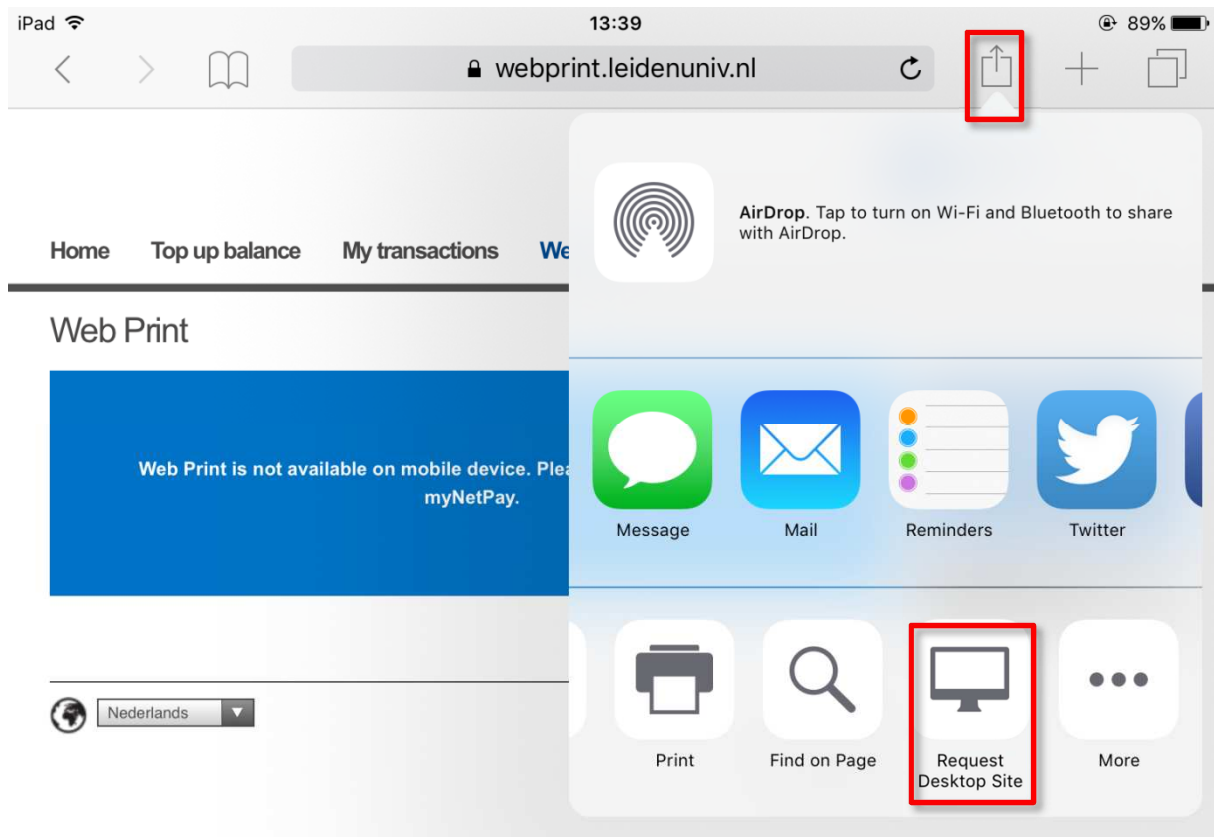 iPad 13:39 89%
webprint.leidenuniv.nl
AirDrop. Tap to turn on Wi-Fi and Bluetooth to share
with AirDrop.
Home Top up balance My transactions
Web Print
Web Print is not available on mobile device.
myNetPay.
Message Mail Reminders Twitter
Nederlands
Print Find on Page Request
Desktop Site More